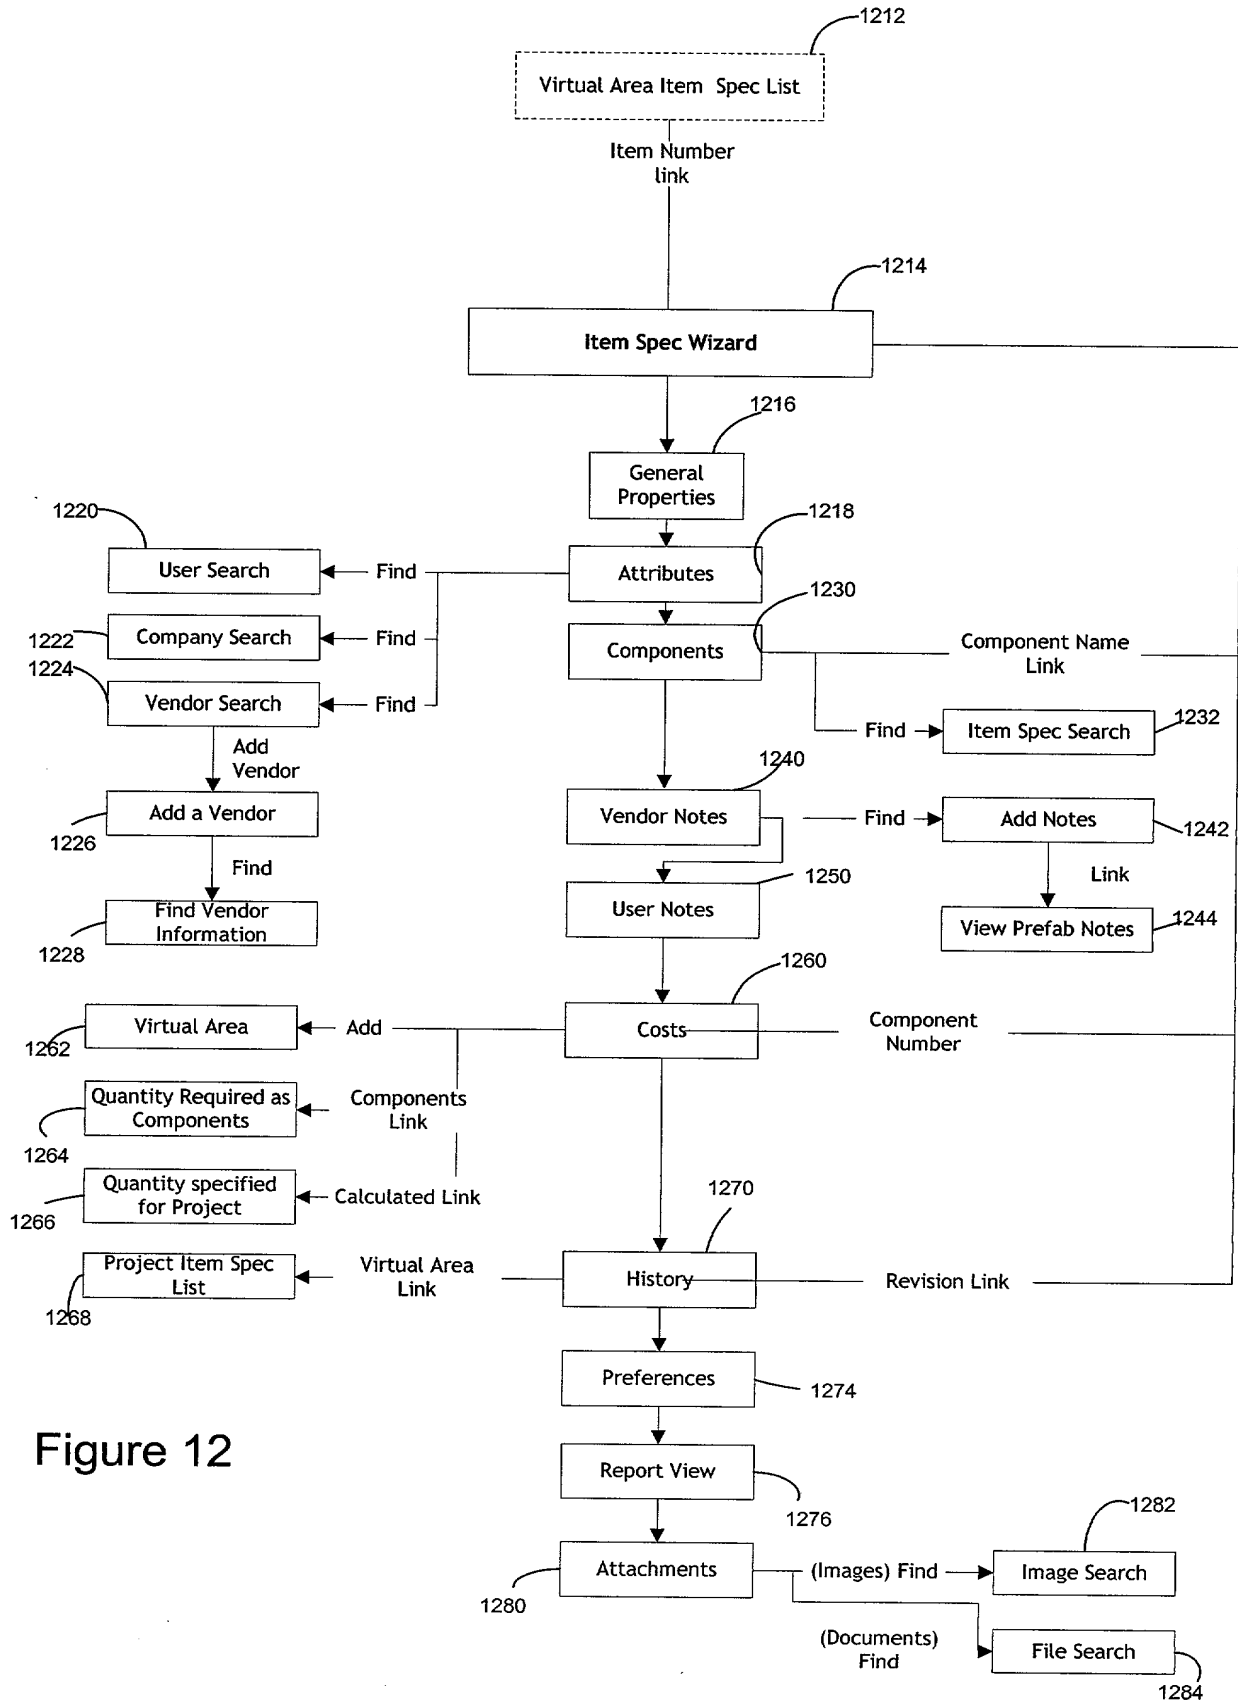 1212
Virtual Area Item Spec List
Item Number
link
1214
Item Spec Wizard
1216
General
Properties
1220
1218
User Search
Find
Attributes
1230
1222
Company Search
Find
Components
Component Name
Link
1224
Vendor Search
Find
Find
Item Spec Search
1232
Add
Vendor
1240
Add a Vendor
1226
Vendor Notes
Find
Add Notes
1242
Find
1250
Link
Find Vendor
Information
1228
User Notes
View Prefab Notes
1244
1260
Virtual Area
1262
Add
Costs
Component
Number
Quantity Required as
Components
1264
Components
Link
Quantity specified
for Project
1266
Calculated Link
1270
Project Item Spec
List
1268
Virtual Area
Link
History
Revision Link
Preferences
1274
Figure 12
Report View
1276
1282
Attachments
1280
(Images) Find
Image Search
(Documents)
Find
File Search
1284